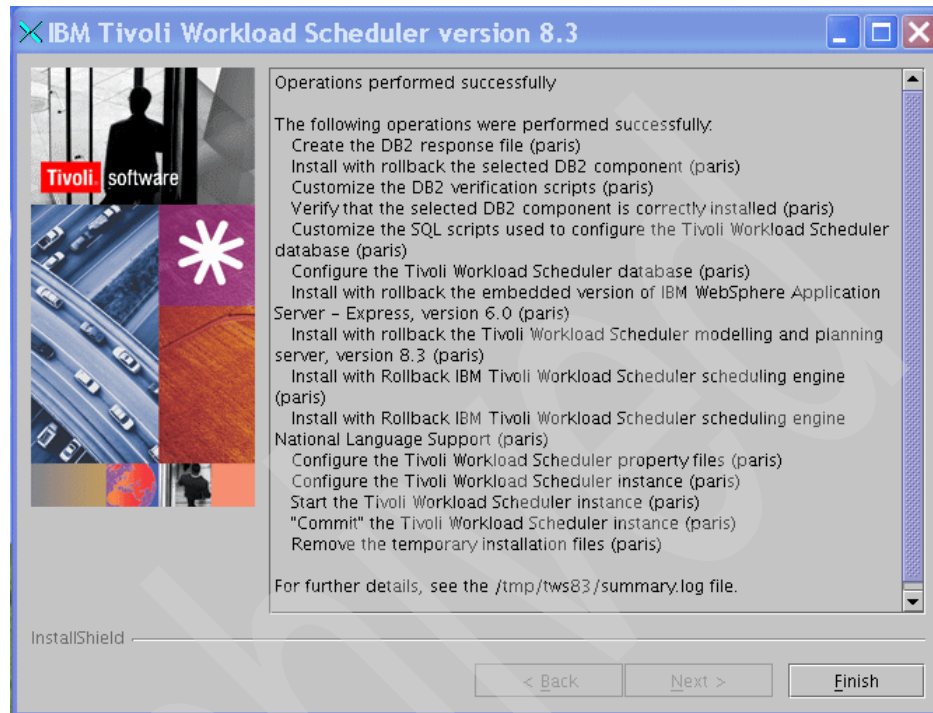 IBM Tivoli Workload Scheduler version 8.3
Tivoli. software
Operations performed successfully
The following operations were performed successfully:
Create the DB2 response file (paris)
Install with rollback the selected DB2 component (paris)
Customize the DB2 verification scripts (paris)
Verify that the selected DB2 component is correctly installed (paris)
Customize the SQL scripts used to configure the Tivoli Workload Scheduler
database (paris)
Configure the Tivoli Workload Scheduler database (paris)
Install with rollback the embedded version of IBM WebSphere Application
Server – Express, version 6.0 (paris)
Install with rollback the Tivoli Workload Scheduler modelling and planning
server, version 8.3 (paris)
Install with Rollback IBM Tivoli Workload Scheduler scheduling engine
(paris)
Install with Rollback IBM Tivoli Workload Scheduler scheduling engine
National Language Support (paris)
Configure the Tivoli Workload Scheduler property files (paris)
Configure the Tivoli Workload Scheduler instance (paris)
Start the Tivoli Workload Scheduler instance (paris)
"Commit" the Tivoli Workload Scheduler instance (paris)
Remove the temporary installation files (paris)
For further details, see the /tmp/tws83/summary.log file.
InstallShield
< Back
Next >
Finish